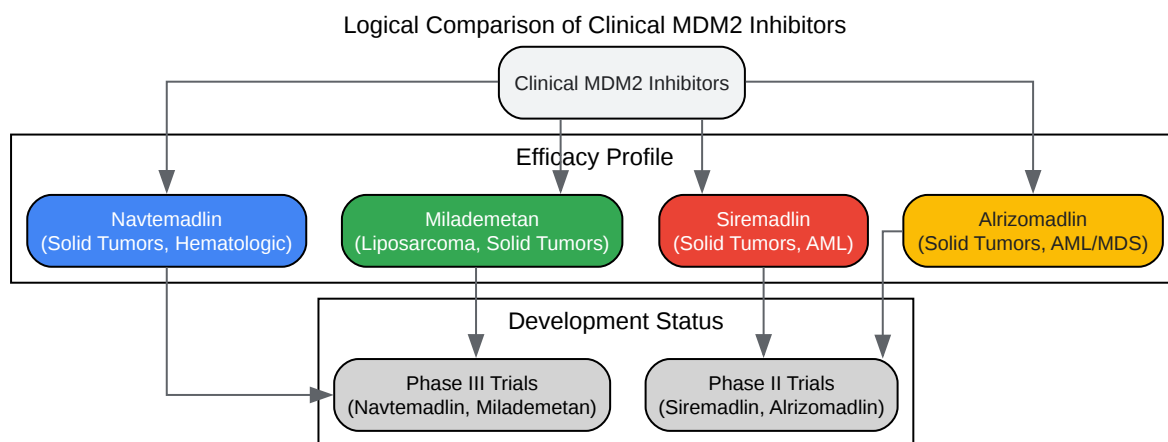 Logical Comparison of Clinical MDM2 Inhibitors
Clinical MDM2 Inhibitors
Efficacy Profile
Navtemadlin
(Solid Tumors, Hematologic)
Milademetan
(Liposarcoma, Solid Tumors)
Siremadlin
(Solid Tumors, AML)
Alrizomadlin
(Solid Tumors, AML/MDS)
Development Status
Phase III Trials
(Navtemadlin, Milademetan)
Phase II Trials
(Siremadlin, Alrizomadlin)